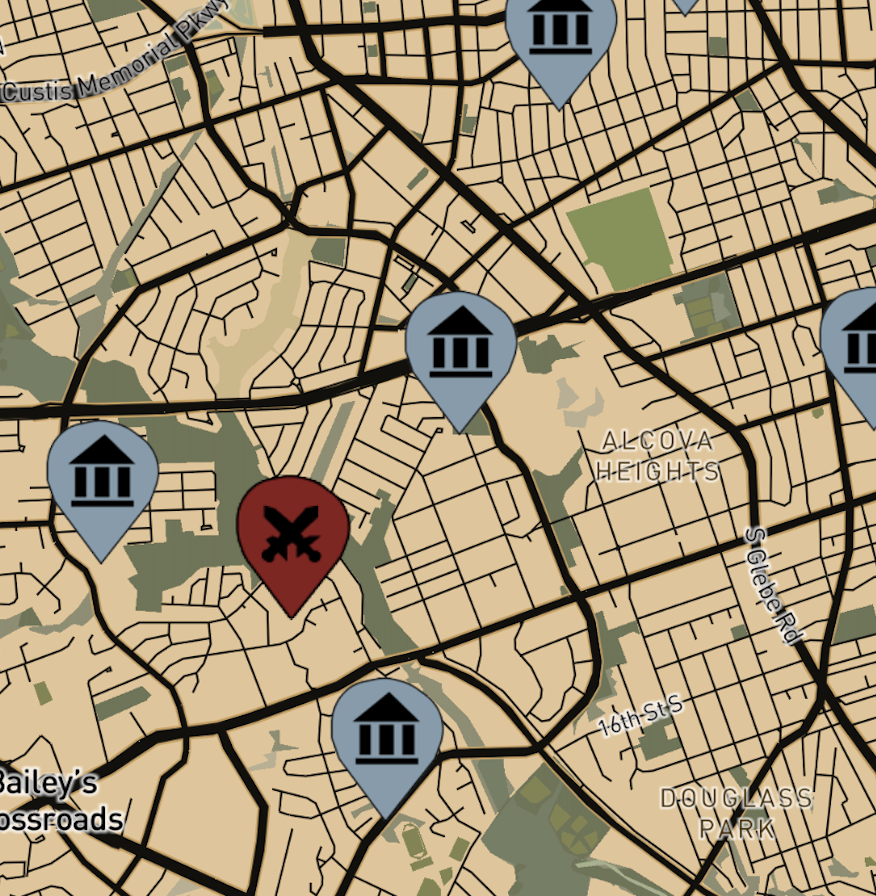 Custis Memorial Pkwy
ALCOVA
HEIGHTS
S Glebe Rd
16th St S
Bailey's
ossroads
DOUGLASS
PARK